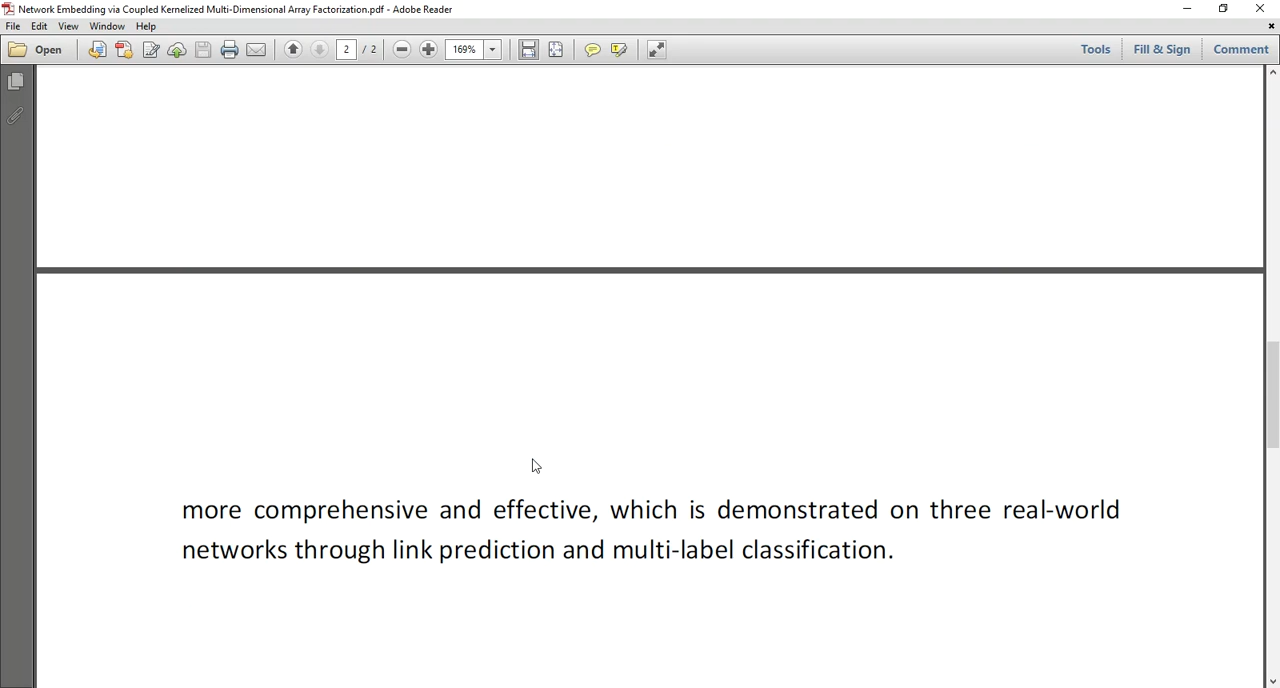 Network Embedding via Coupled Kernelized Multi-Dimensional Array Factorization.pdf - Adobe Reader
File Edit View Window Help
Open 2 / 2 169% Tools Fill & Sign Comment
more comprehensive and effective, which is demonstrated on three real-world
networks through link prediction and multi-label classification.